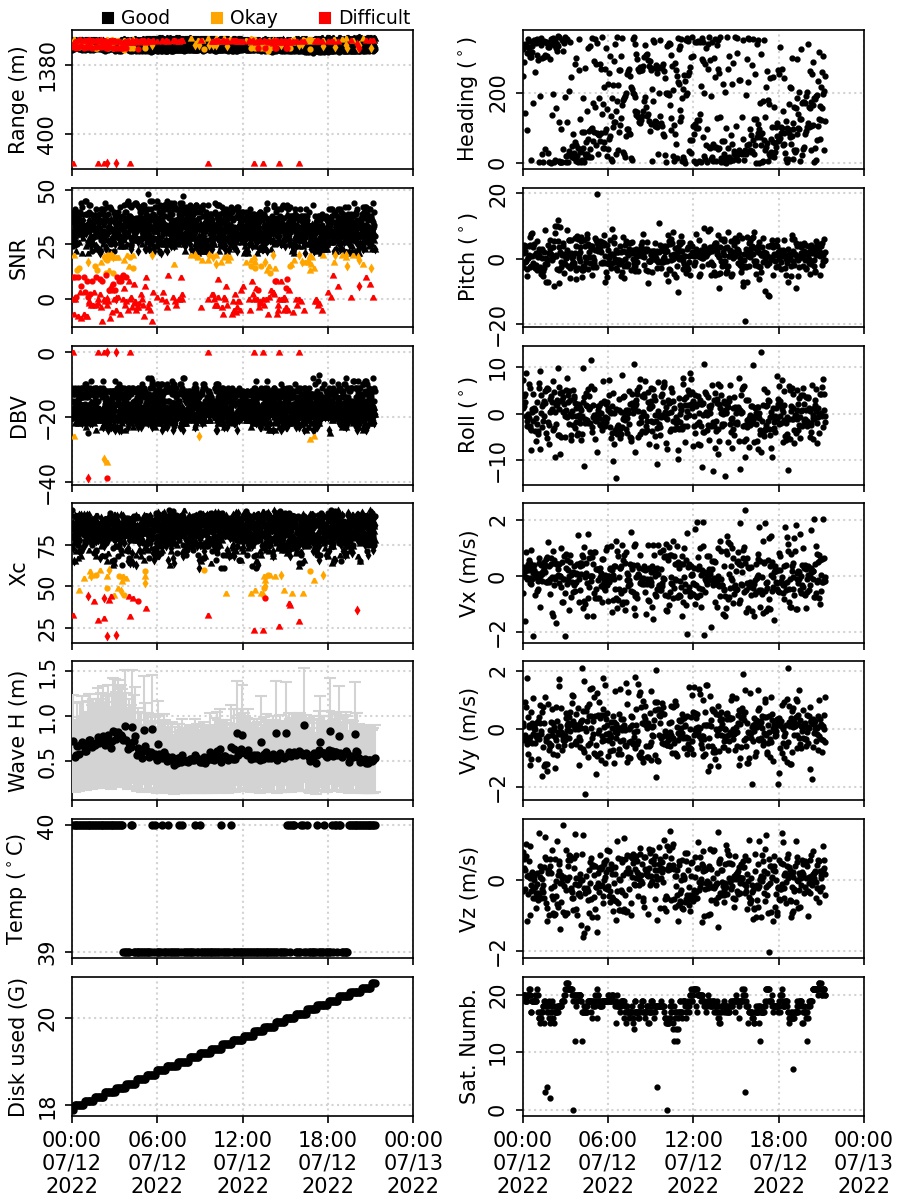 Good Okay Difficult
Range (m)
1380
400
Heading (°)
200
0
SNR
50
25
0
Pitch (°)
20
0
−20
DBV
0
−20
−40
Roll (°)
10
0
−10
Xc
75
50
25
Vx (m/s)
2
0
−2
Wave H (m)
1.5
1.0
0.5
Vy (m/s)
2
0
−2
Temp (°C)
40
39
Vz (m/s)
0
−2
Disk used (G)
20
18
Sat. Numb.
20
10
0
00:00 06:00 12:00 18:00 00:00
07/12 07/12 07/12 07/12 07/13
2022 2022 2022 2022 2022
00:00 06:00 12:00 18:00 00:00
07/12 07/12 07/12 07/12 07/13
2022 2022 2022 2022 2022